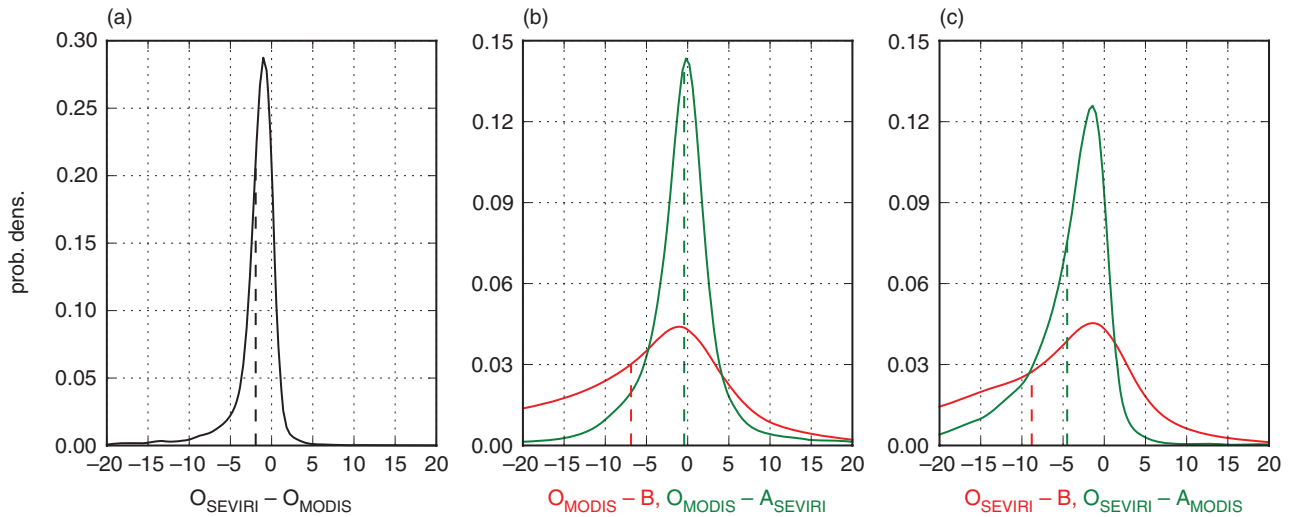 (a)
(b)
(c)
prob. dens.
0.30
0.25
0.20
0.15
0.10
0.05
0.00
−20 −15 −10 −5 0 5 10 15 20
O_SEVIRI − O_MODIS
0.15
0.12
0.09
0.06
0.03
0.00
−20 −15 −10 −5 0 5 10 15 20
O_MODIS − B, O_MODIS − A_SEVIRI
0.15
0.12
0.09
0.06
0.03
0.00
−20 −15 −10 −5 0 5 10 15 20
O_SEVIRI − B, O_SEVIRI − A_MODIS